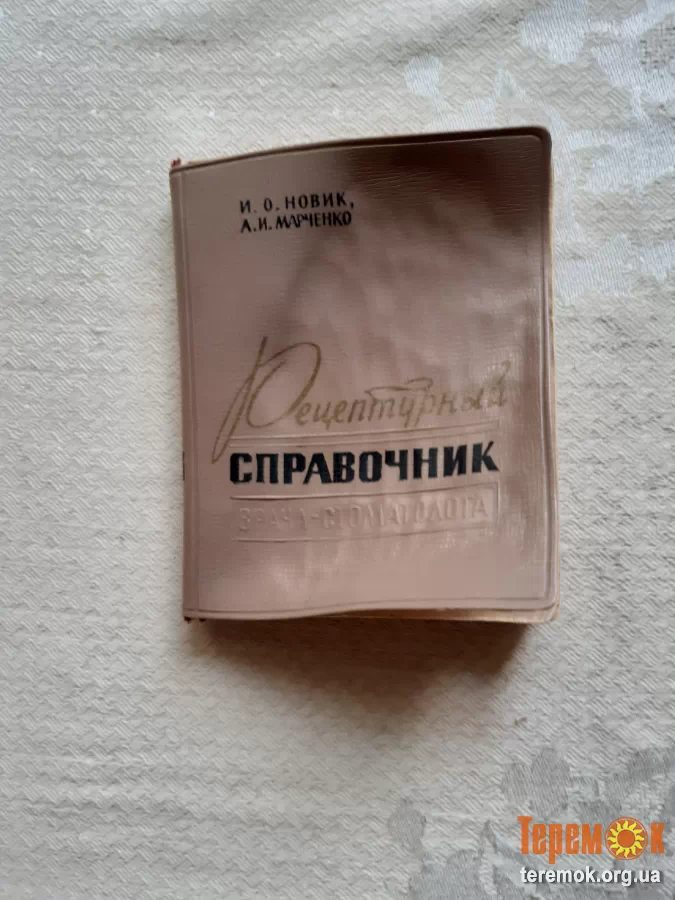 И. О. НОВИК,
А. И. МАРЧЕНКО
Рецептурный
СПРАВОЧНИК
ВРАЧА-СТОМАТОЛОГА
ТеремОк
teremok.org.ua